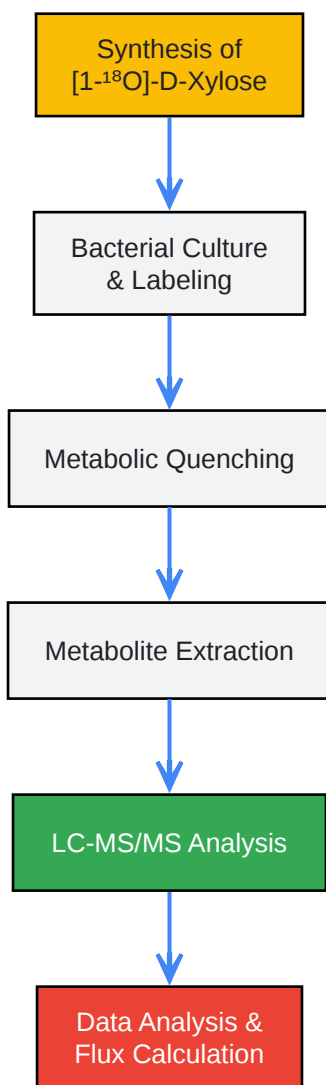 Synthesis of
[1-¹⁸O]-D-Xylose
Bacterial Culture
& Labeling
Metabolic Quenching
Metabolite Extraction
LC-MS/MS Analysis
Data Analysis &
Flux Calculation